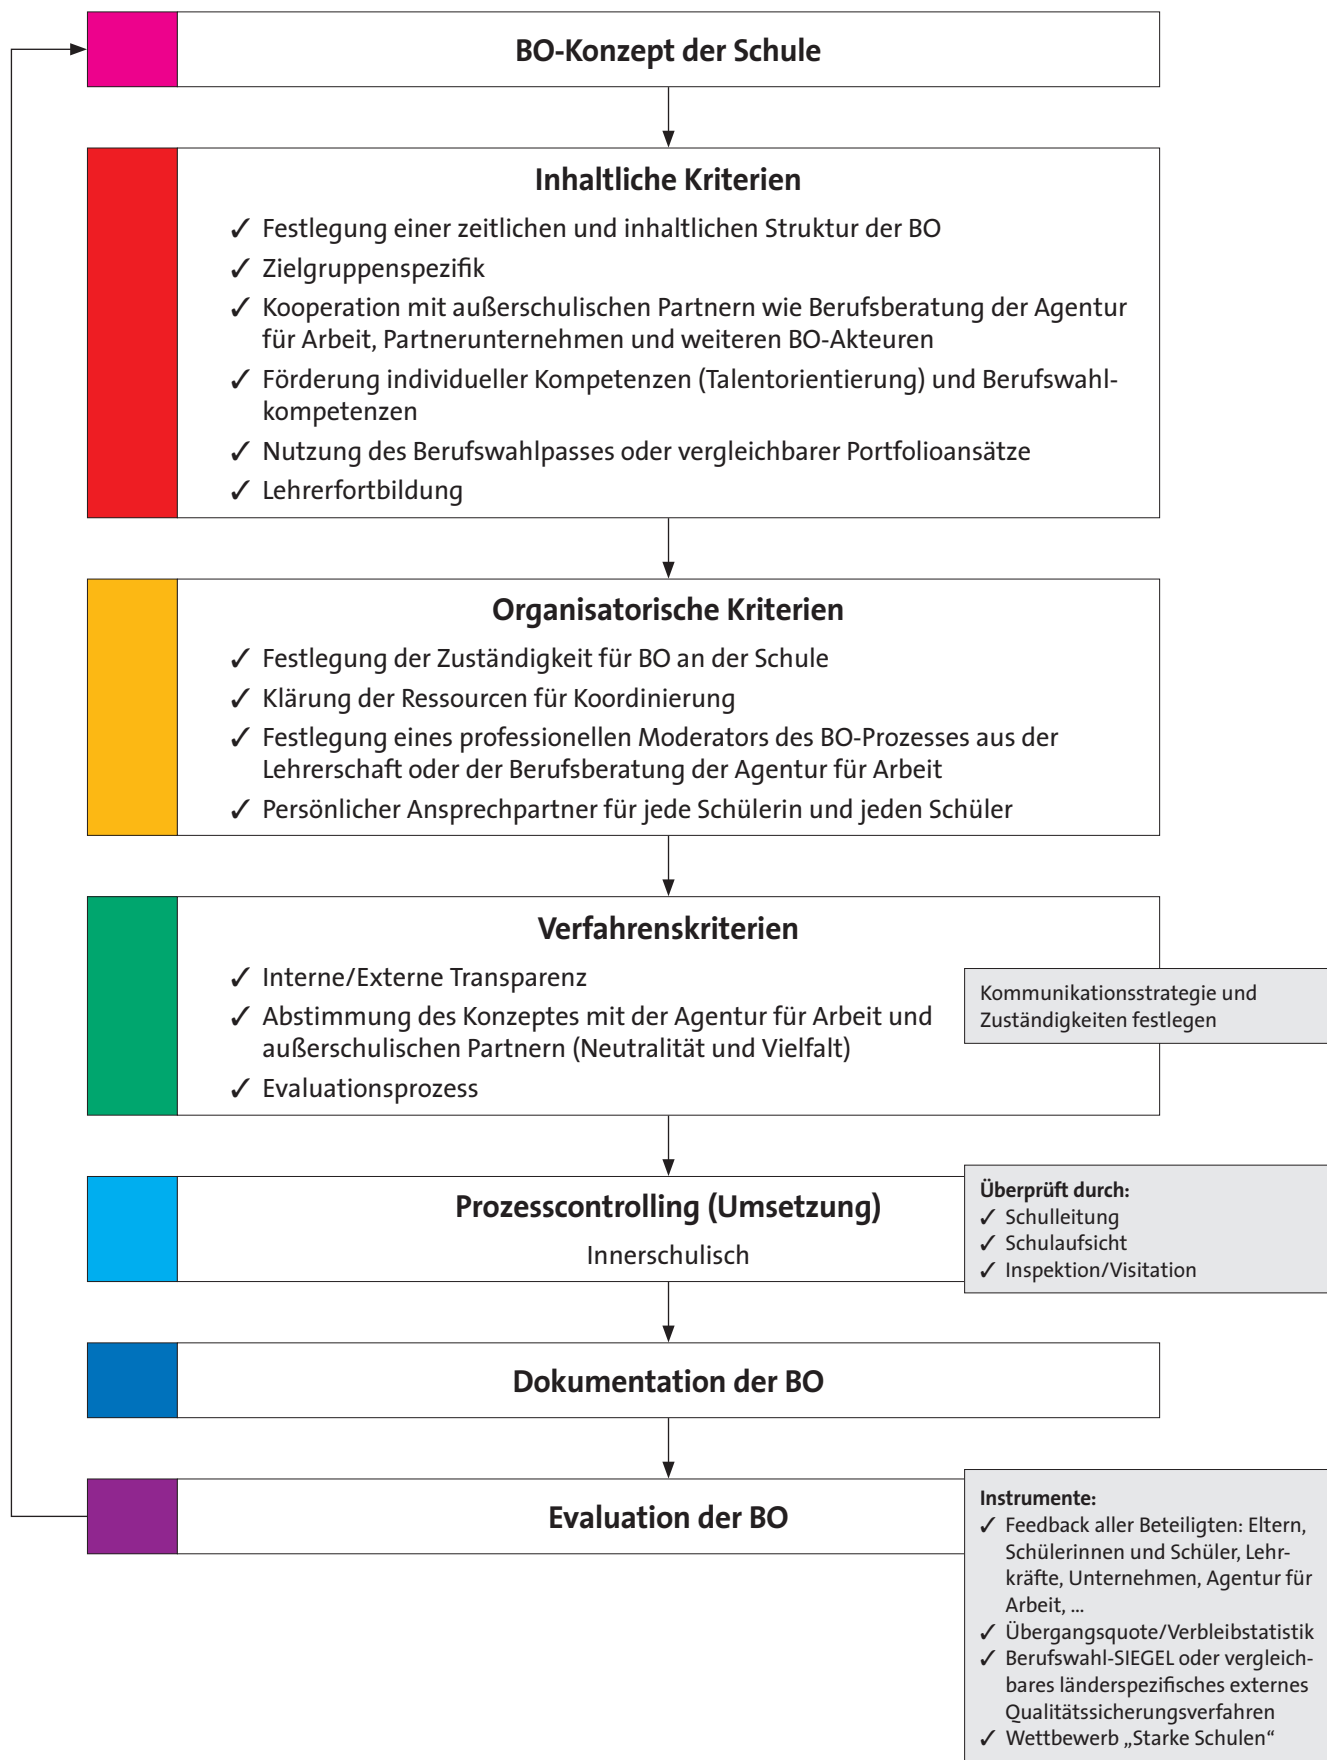 BO-Konzept der Schule
Inhaltliche Kriterien
✓ Festlegung einer zeitlichen und inhaltlichen Struktur der BO
✓ Zielgruppenspezifik
✓ Kooperation mit außerschulischen Partnern wie Berufsberatung der Agentur
für Arbeit, Partnerunternehmen und weiteren BO-Akteuren
✓ Förderung individueller Kompetenzen (Talentorientierung) und Berufswahl-
kompetenzen
✓ Nutzung des Berufswahlpasses oder vergleichbarer Portfolioansätze
✓ Lehrerfortbildung
Organisatorische Kriterien
✓ Festlegung der Zuständigkeit für BO an der Schule
✓ Klärung der Ressourcen für Koordinierung
✓ Festlegung eines professionellen Moderators des BO-Prozesses aus der
Lehrerschaft oder der Berufsberatung der Agentur für Arbeit
✓ Persönlicher Ansprechpartner für jede Schülerin und jeden Schüler
Verfahrenskriterien
✓ Interne/Externe Transparenz
✓ Abstimmung des Konzeptes mit der Agentur für Arbeit und
außerschulischen Partnern (Neutralität und Vielfalt)
✓ Evaluationsprozess
Kommunikationsstrategie und
Zuständigkeiten festlegen
Prozesscontrolling (Umsetzung)
Innerschulisch
Überprüft durch:
✓ Schulleitung
✓ Schulaufsicht
✓ Inspektion/Visitation
Dokumentation der BO
Evaluation der BO
Instrumente:
✓ Feedback aller Beteiligten: Eltern,
Schülerinnen und Schüler, Lehr-
kräfte, Unternehmen, Agentur für
Arbeit, …
✓ Übergangsquote/Verbleibstatistik
✓ Berufswahl-SIEGEL oder vergleich-
bares länderspezifisches externes
Qualitätssicherungsverfahren
✓ Wettbewerb „Starke Schulen“